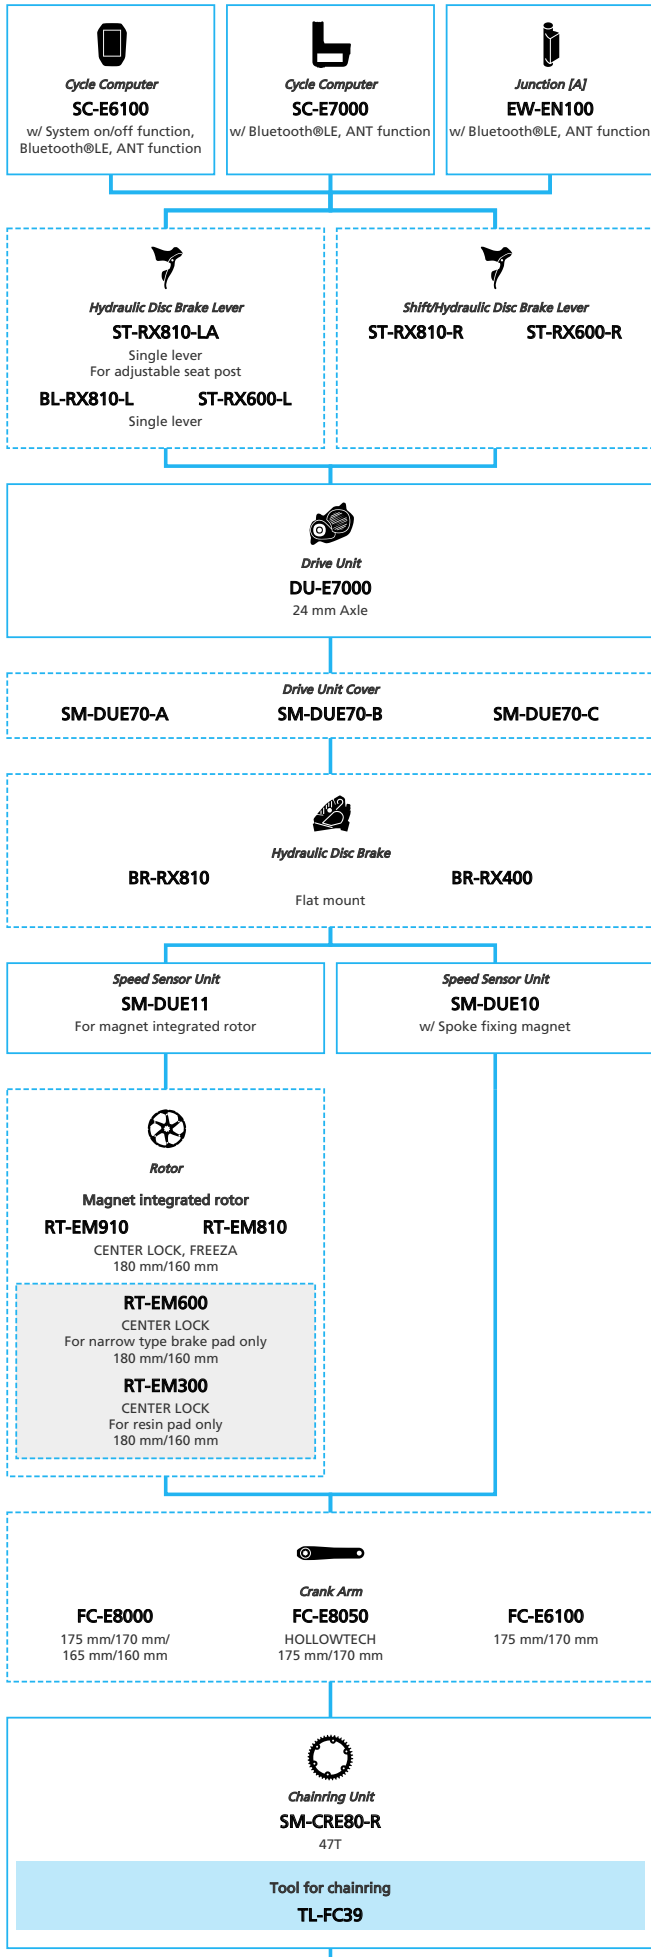 Cycle Computer
SC-E6100
w/ System on/off function,
Bluetooth®LE, ANT function
Cycle Computer
SC-E7000
w/ Bluetooth®LE, ANT function
Junction [A]
EW-EN100
w/ Bluetooth®LE, ANT function
Hydraulic Disc Brake Lever
ST-RX810-LA
Single lever
For adjustable seat post
BL-RX810-L ST-RX600-L
Single lever
Shift/Hydraulic Disc Brake Lever
ST-RX810-R ST-RX600-R
Drive Unit
DU-E7000
24 mm Axle
Drive Unit Cover
SM-DUE70-A SM-DUE70-B SM-DUE70-C
Hydraulic Disc Brake
BR-RX810 BR-RX400
Flat mount
Speed Sensor Unit
SM-DUE11
For magnet integrated rotor
Speed Sensor Unit
SM-DUE10
w/ Spoke fixing magnet
Rotor
Magnet integrated rotor
RT-EM910 RT-EM810
CENTER LOCK, FREEZA
180 mm/160 mm
RT-EM600
CENTER LOCK
For narrow type brake pad only
180 mm/160 mm
RT-EM300
CENTER LOCK
For resin pad only
180 mm/160 mm
Crank Arm
FC-E8000
175 mm/170 mm/
165 mm/160 mm
FC-E8050
HOLLOWTECH
175 mm/170 mm
FC-E6100
175 mm/170 mm
Chainring Unit
SM-CRE80-R
47T
Tool for chainring
TL-FC39